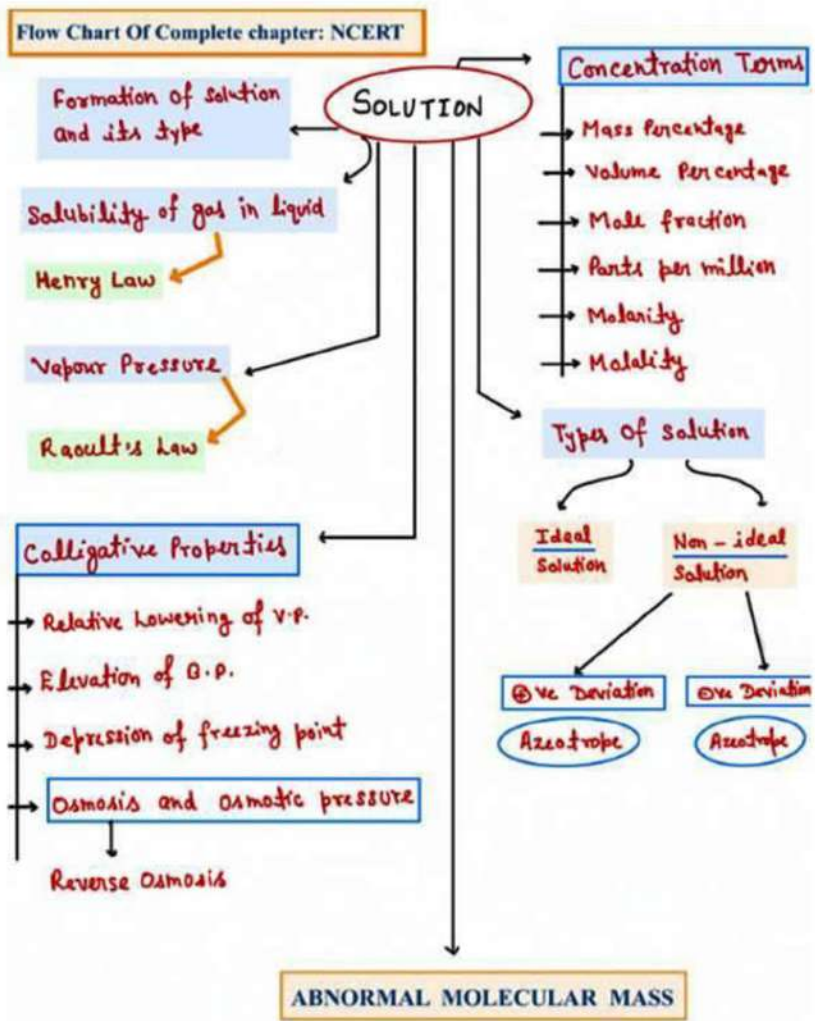 Flow Chart Of Complete chapter: NCERT
SOLUTION
Formation of solution
and its type
Solubility of gas in liquid
Henry Law
Vapour Pressure
Raoult's Law
Colligative Properties
Relative Lowering of V.P.
Elevation of B.P.
Depression of freezing point
Osmosis and osmotic pressure
Reverse Osmosis
Concentration Terms
Mass Percentage
Volume Percentage
Mole fraction
Parts per million
Molarity
Molality
Types of solution
Ideal
Solution
Non-ideal
Solution
⊕ve Deviation
Azeotrope
⊖ve Deviation
Azeotrope
ABNORMAL MOLECULAR MASS